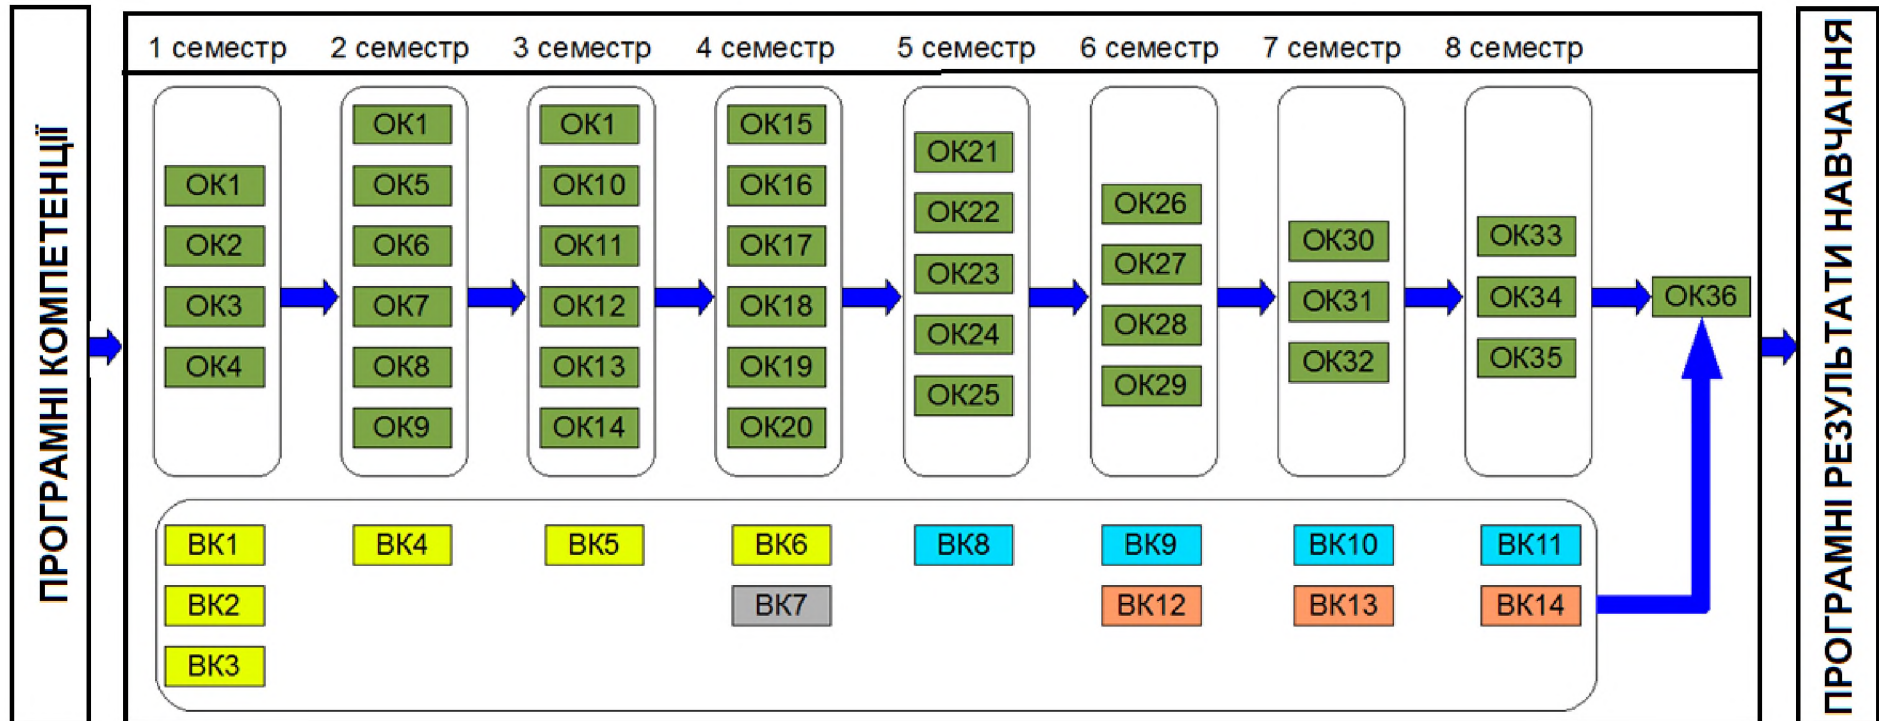 ПРОГРАМНІ КОМПЕТЕНЦІЇ
1 семестр 2 семестр 3 семестр 4 семестр 5 семестр 6 семестр 7 семестр 8 семестр
ОК1
ОК2
ОК3
ОК4
ОК1
ОК5
ОК6
ОК7
ОК8
ОК9
ОК1
ОК10
ОК11
ОК12
ОК13
ОК14
ОК15
ОК16
ОК17
ОК18
ОК19
ОК20
ОК21
ОК22
ОК23
ОК24
ОК25
ОК26
ОК27
ОК28
ОК29
ОК30
ОК31
ОК32
ОК33
ОК34
ОК35
ОК36
ВК1 ВК4 ВК5 ВК6 ВК8 ВК9 ВК10 ВК11
ВК2 ВК7 ВК12 ВК13 ВК14
ВК3
ПРОГРАМНІ РЕЗУЛЬТАТИ НАВЧАННЯ